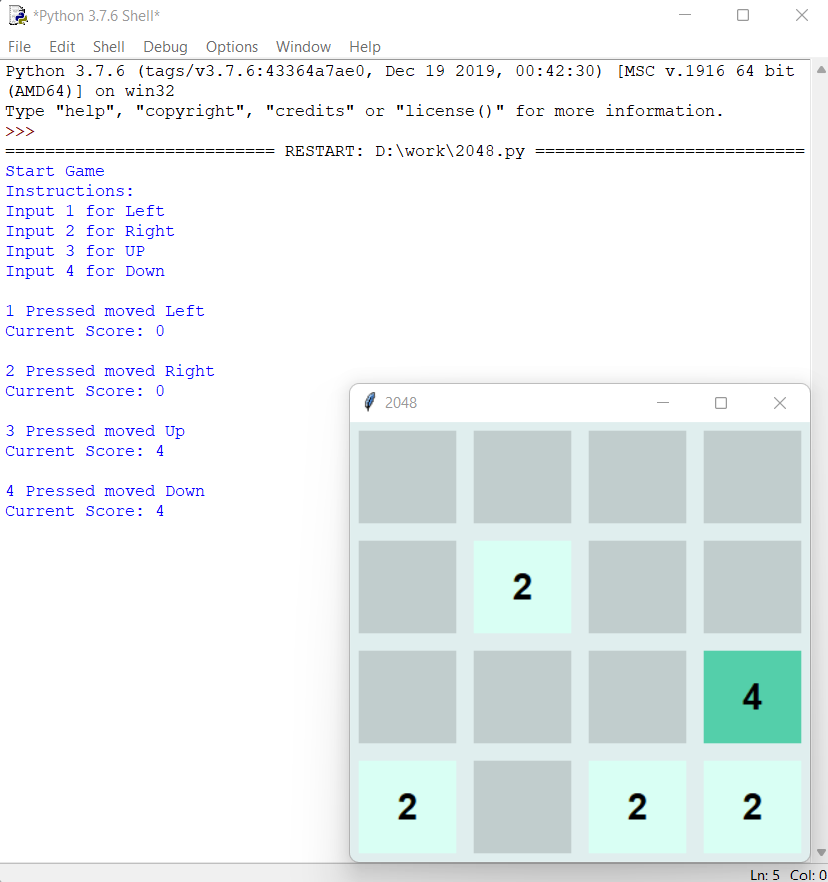 *Python 3.7.6 Shell*
File Edit Shell Debug Options Window Help
Python 3.7.6 (tags/v3.7.6:43364a7ae0, Dec 19 2019, 00:42:30) [MSC v.1916 64 bit
(AMD64)] on win32
Type "help", "copyright", "credits" or "license()" for more information.
>>>
=========================== RESTART: D:\work\2048.py ===========================
Start Game
Instructions:
Input 1 for Left
Input 2 for Right
Input 3 for UP
Input 4 for Down
1 Pressed moved Left
Current Score: 0
2 Pressed moved Right
Current Score: 0
3 Pressed moved Up
Current Score: 4
4 Pressed moved Down
Current Score: 4
2048
2
4
2 2 2
Ln: 5 Col: 0